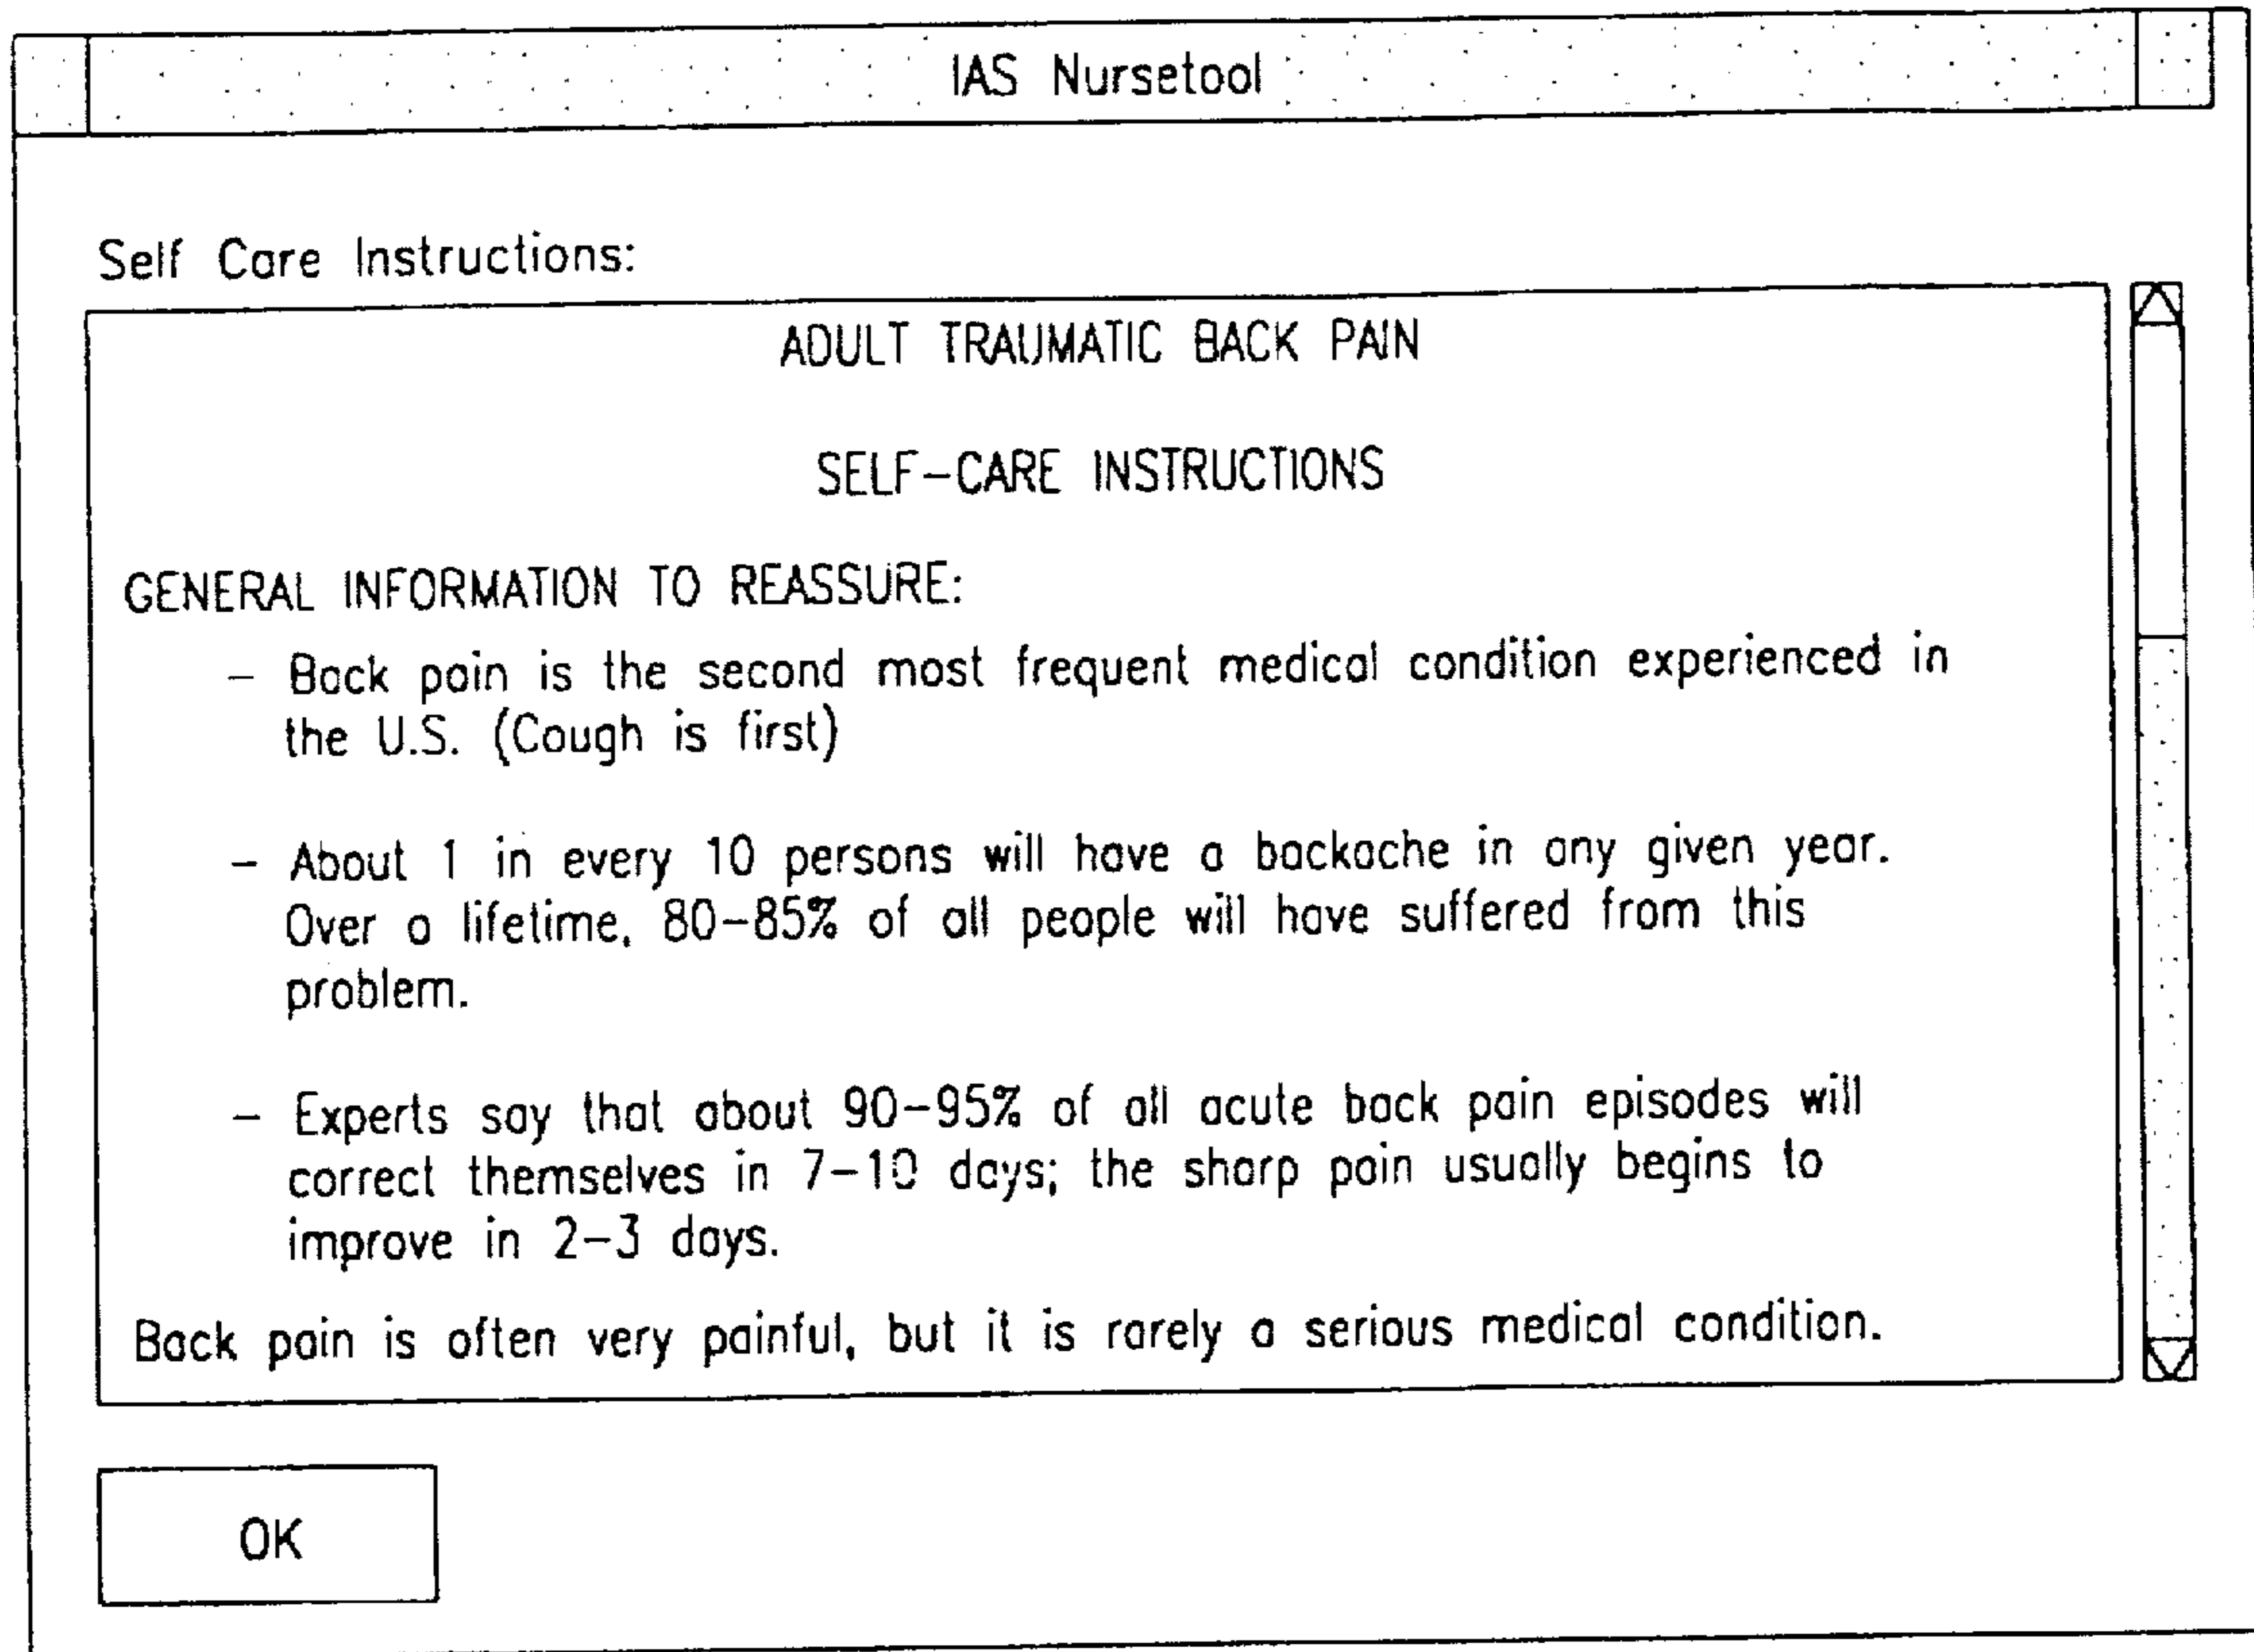 IAS Nursetool
Self Care Instructions:
ADULT TRAUMATIC BACK PAIN
SELF-CARE INSTRUCTIONS
GENERAL INFORMATION TO REASSURE:
- Back pain is the second most frequent medical condition experienced in
the U.S. (Cough is first)
- About 1 in every 10 persons will have a backache in any given year.
Over a lifetime, 80-85% of all people will have suffered from this
problem.
- Experts say that about 90-95% of all acute back pain episodes will
correct themselves in 7-10 days; the sharp pain usually begins to
improve in 2-3 days.
Back pain is often very painful, but it is rarely a serious medical condition.
OK